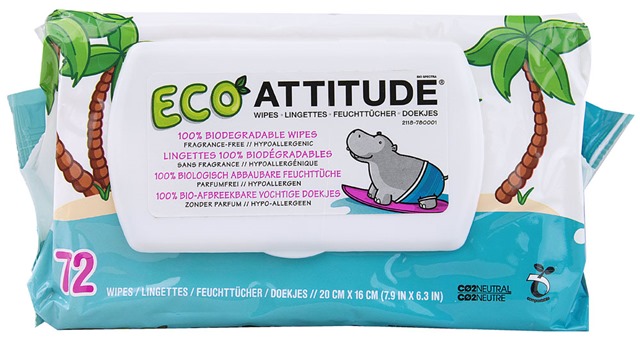 BIO SPECTRA
ECO ATTITUDE®
WIPES · LINGETTES · FEUCHTTÜCHER · DOEKJES
2118-780001
100% BIODEGRADABLE WIPES
FRAGRANCE-FREE // HYPOALLERGENIC
LINGETTES 100% BIODÉGRADABLES
SANS FRAGRANCE // HYPOALLERGÉNIQUE
100% BIOLOGISCH ABBAUBARE FEUCHTTÜCHE
PARFUMFREI // HYPOALLERGEN
100% BIO-AFBREEKBARE VOCHTIGE DOEKJES
ZONDER PARFUM // HYPO-ALLERGEEN
72
WIPES / LINGETTES / FEUCHTTÜCHER / DOEKJES // 20 CM X 16 CM (7.9 IN X 6.3 IN)
CO2NEUTRAL
CO2NEUTRE